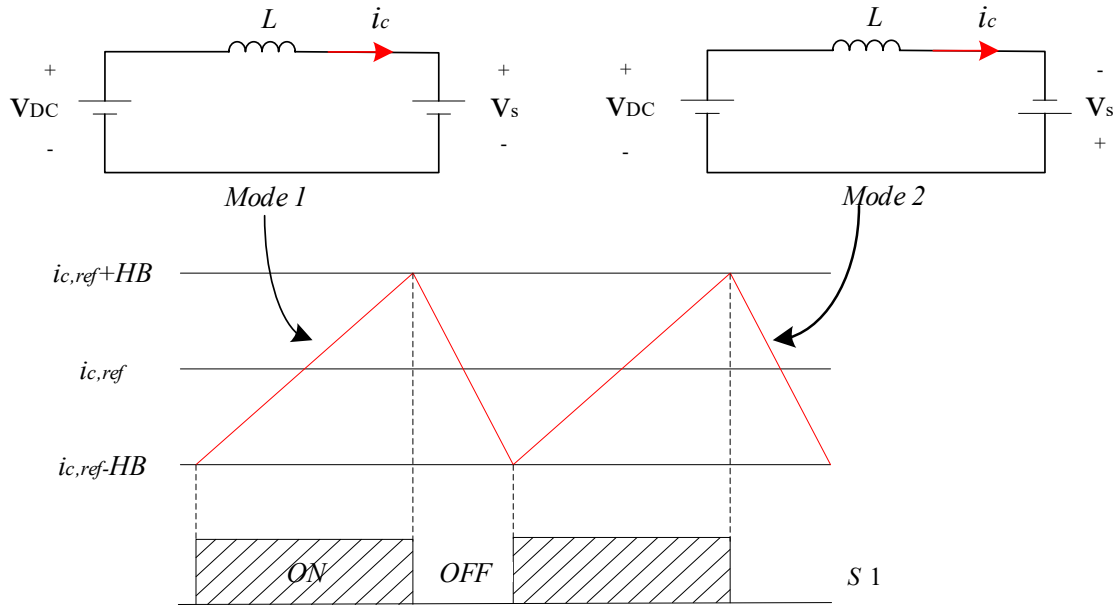 L
ic
L
ic
+
VDC
-
+
Vs
-
+
VDC
-
-
Vs
+
Mode 1
Mode 2
ic,ref+HB
ic,ref
ic,ref-HB
ON
OFF
S 1